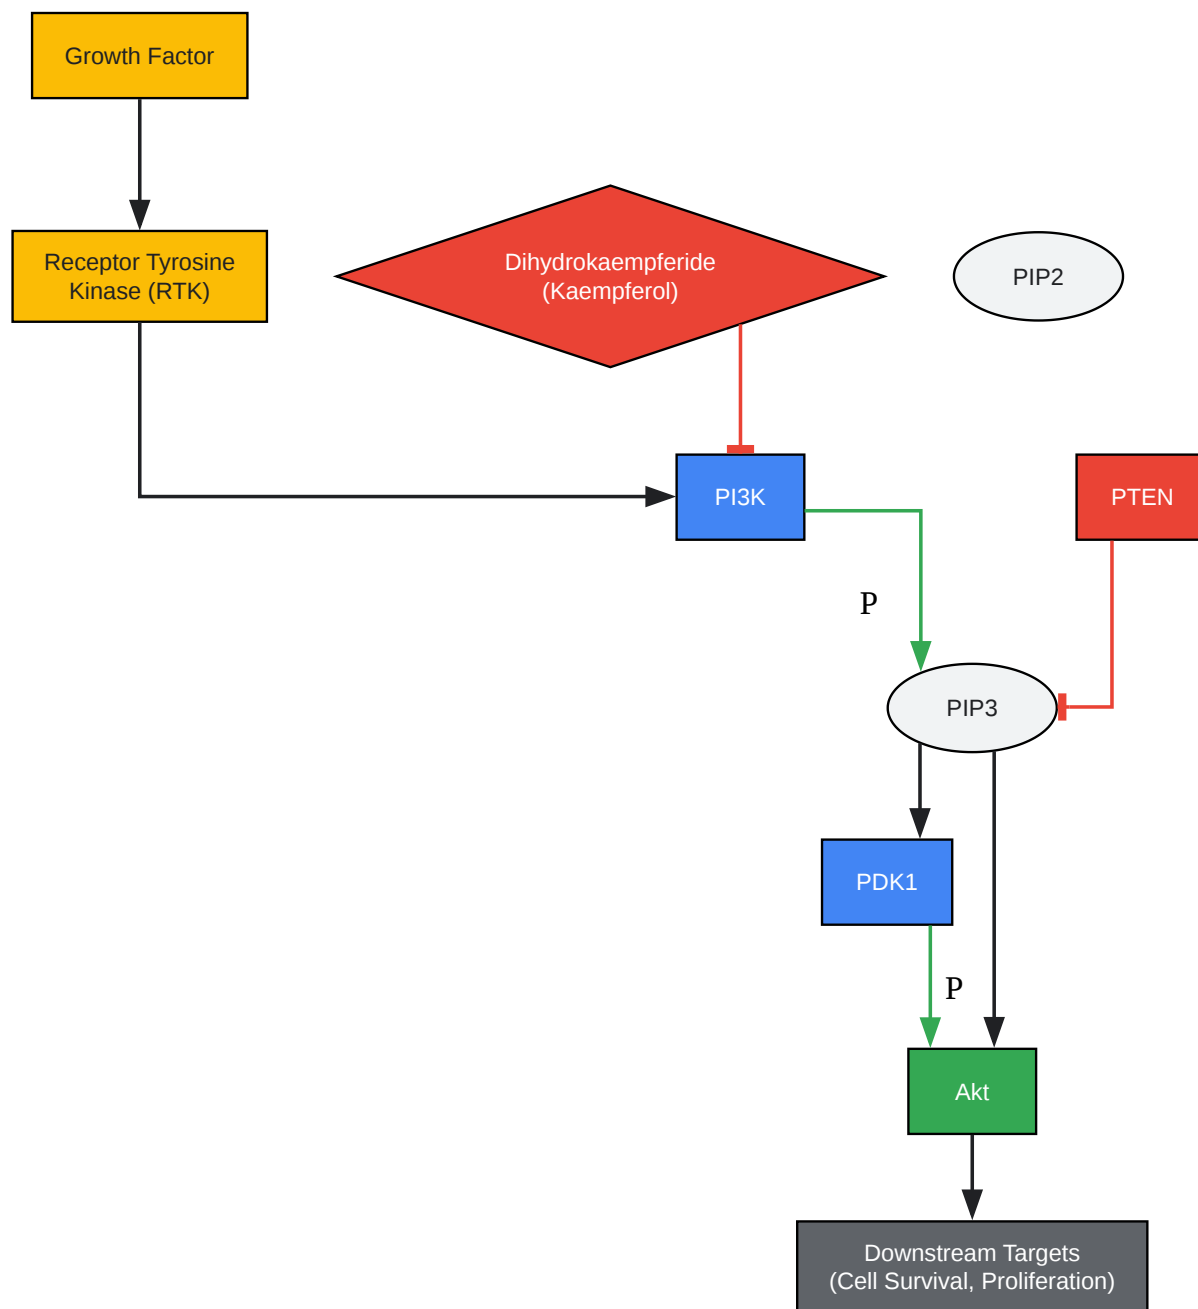 Growth Factor
Receptor Tyrosine
Kinase (RTK)
Dihydrokaempferide
(Kaempferol)
PIP2
PI3K
PTEN
P
PIP3
PDK1
P
Akt
Downstream Targets
(Cell Survival, Proliferation)